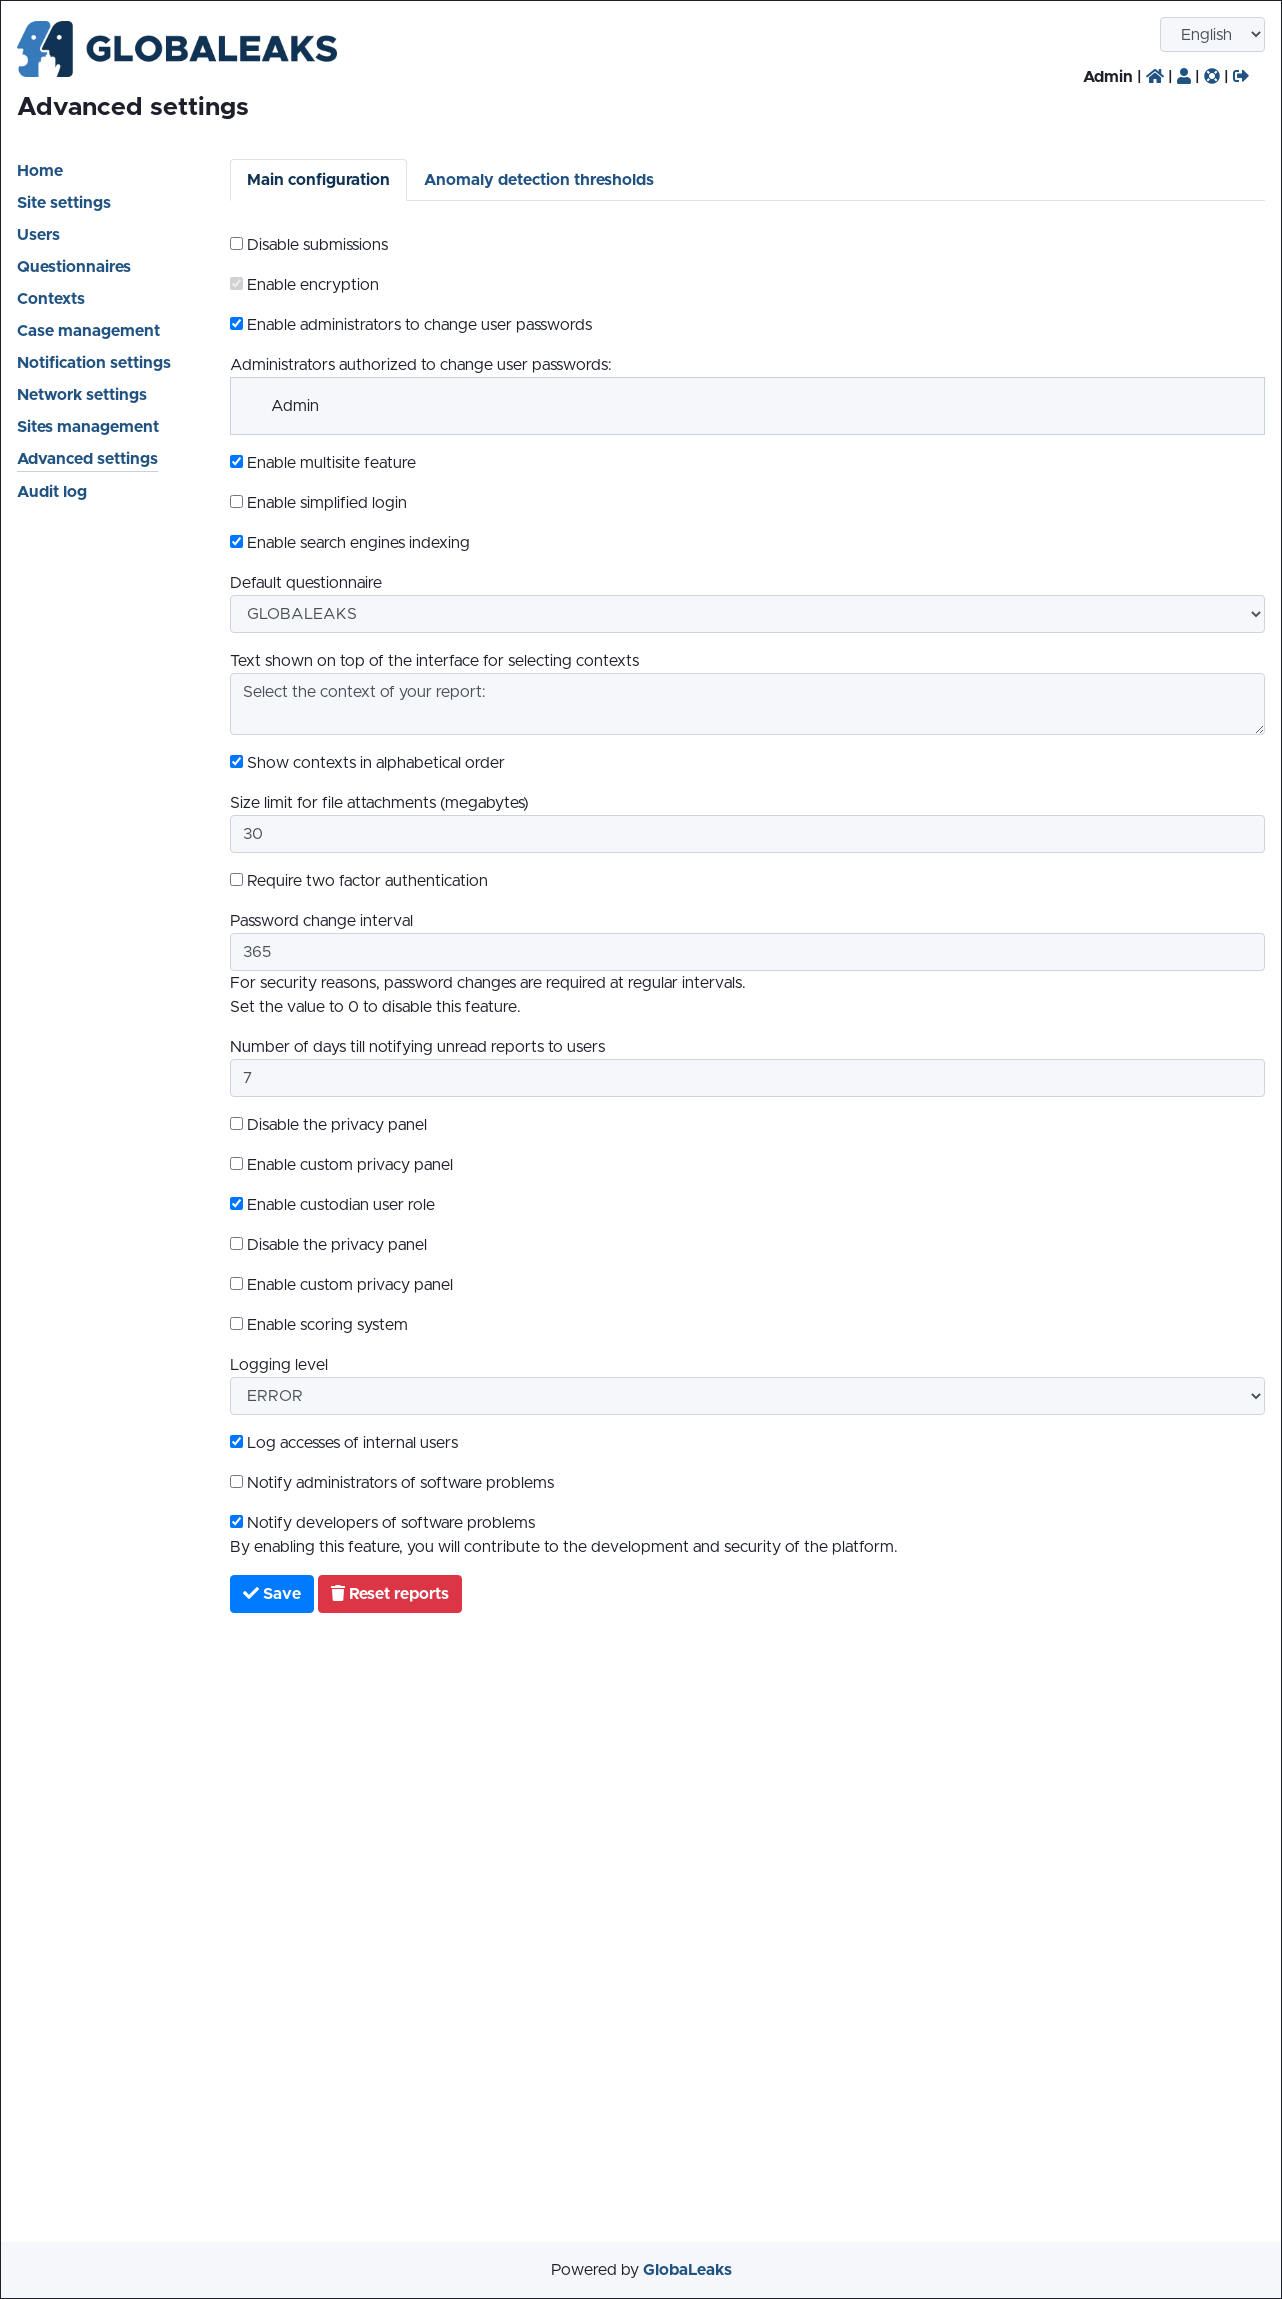 GLOBALEAKS
English
Admin | | | |
Advanced settings
Home
Site settings
Users
Questionnaires
Contexts
Case management
Notification settings
Network settings
Sites management
Advanced settings
Audit log
Main configuration
Anomaly detection thresholds
Disable submissions
Enable encryption
Enable administrators to change user passwords
Administrators authorized to change user passwords:
Admin
Enable multisite feature
Enable simplified login
Enable search engines indexing
Default questionnaire
GLOBALEAKS
Text shown on top of the interface for selecting contexts
Select the context of your report:
Show contexts in alphabetical order
Size limit for file attachments (megabytes)
30
Require two factor authentication
Password change interval
365
For security reasons, password changes are required at regular intervals.
Set the value to 0 to disable this feature.
Number of days till notifying unread reports to users
7
Disable the privacy panel
Enable custom privacy panel
Enable custodian user role
Disable the privacy panel
Enable custom privacy panel
Enable scoring system
Logging level
ERROR
Log accesses of internal users
Notify administrators of software problems
Notify developers of software problems
By enabling this feature, you will contribute to the development and security of the platform.
Save
Reset reports
Powered by GlobaLeaks